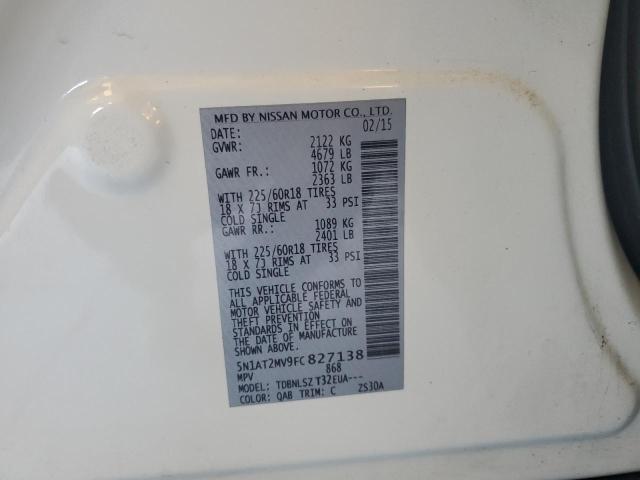 MFD BY NISSAN MOTOR CO., LTD.
DATE: 02/15
GVWR: 2122 KG
4679 LB
GAWR FR.: 1072 KG
2363 LB
WITH 225/60R18 TIRES
18 X 7J RIMS AT 33 PSI
COLD SINGLE
GAWR RR.: 1089 KG
2401 LB
WITH 225/60R18 TIRES
18 X 7J RIMS AT 33 PSI
COLD SINGLE
THIS VEHICLE CONFORMS TO
ALL APPLICABLE FEDERAL
MOTOR VEHICLE SAFETY AND
THEFT PREVENTION
STANDARDS IN EFFECT ON
THE DATE OF MANUFACTURE
5N1AT2MV9FC827138
MPV 868
MODEL: TDBNLSZ T32EUA---
COLOR: QAB TRIM: C ZS30A